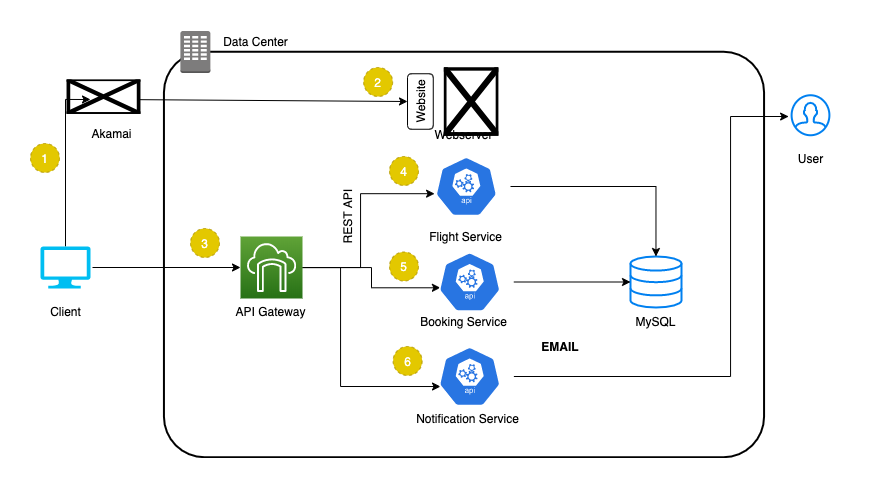 Data Center
2
Website
Akamai
Webserver
1
4
User
REST API
api
Flight Service
3
5
api
Client
API Gateway
Booking Service
MySQL
EMAIL
6
api
Notification Service